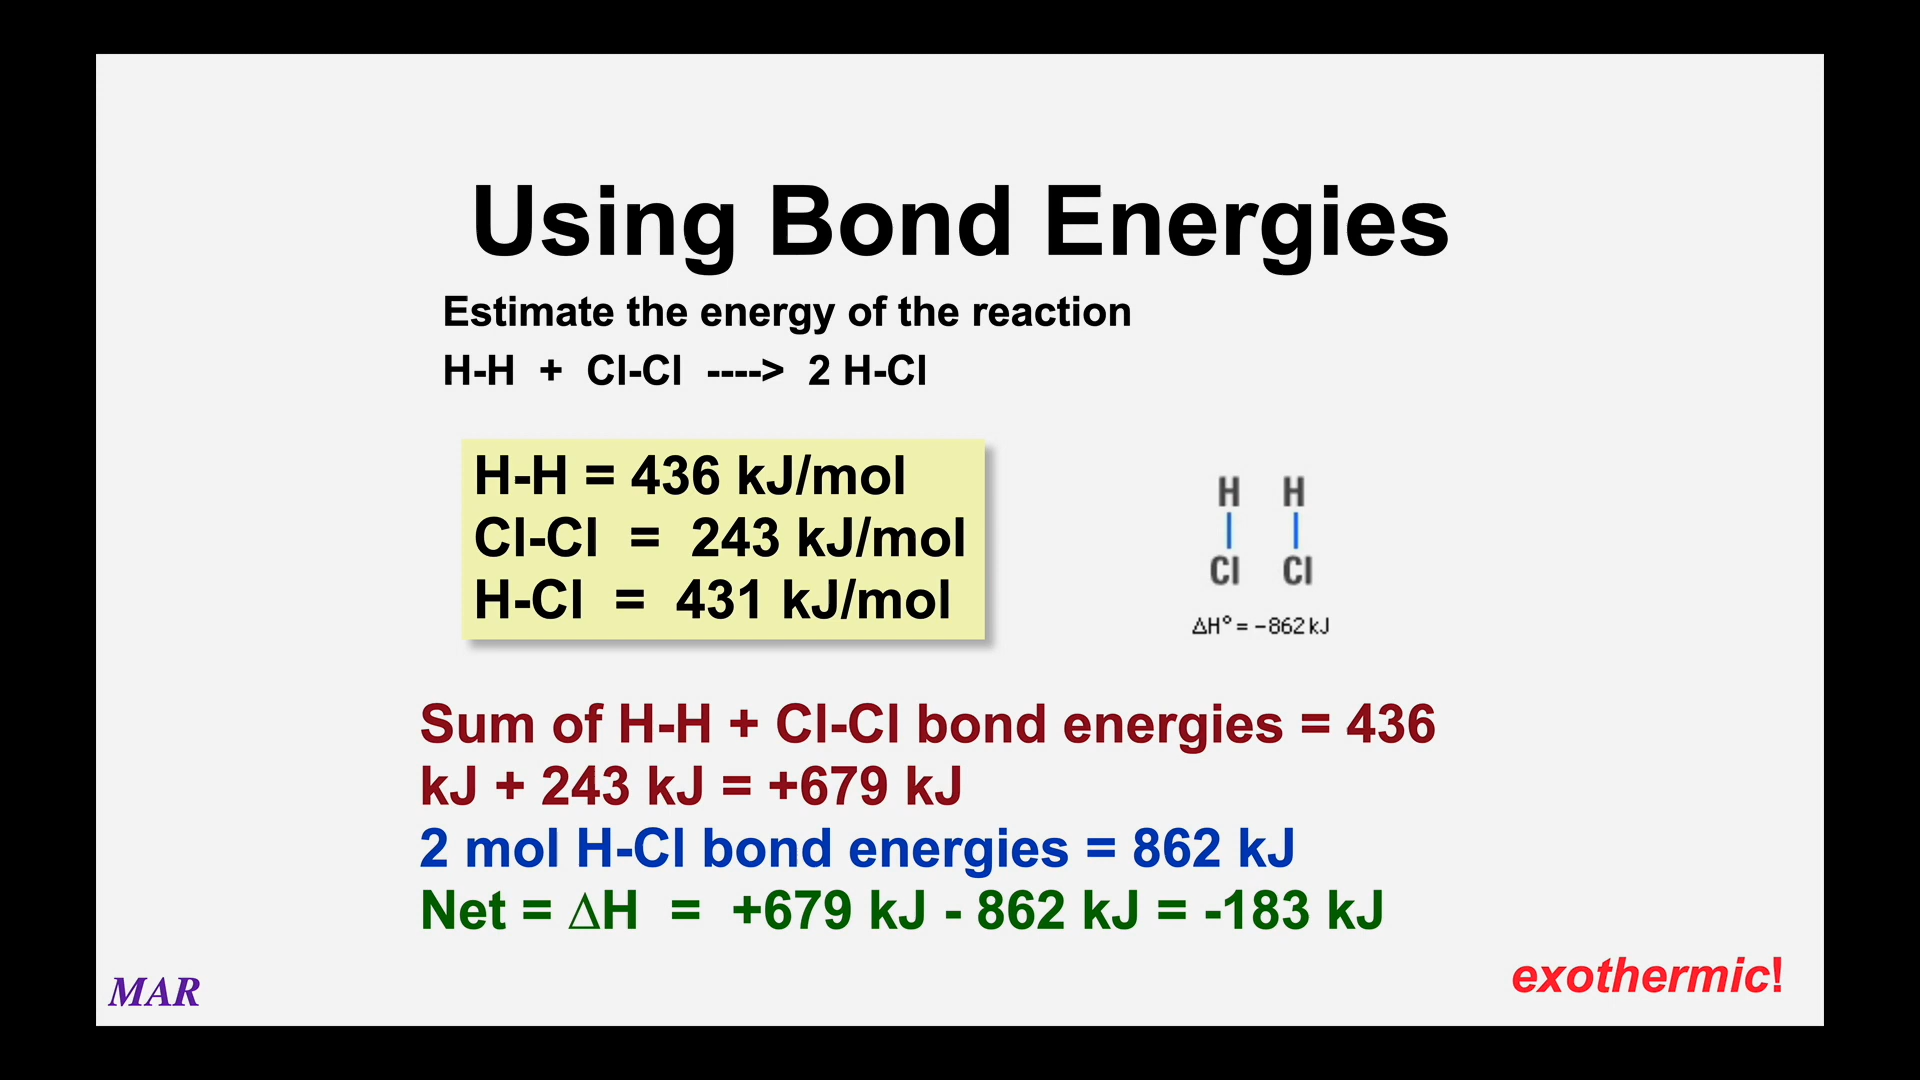 Using Bond Energies
Estimate the energy of the reaction
H-H + Cl-Cl ----> 2 H-Cl
H-H = 436 kJ/mol
Cl-Cl = 243 kJ/mol
H-Cl = 431 kJ/mol
H H
Cl Cl
ΔH° = -862 kJ
Sum of H-H + Cl-Cl bond energies = 436
kJ + 243 kJ = +679 kJ
2 mol H-Cl bond energies = 862 kJ
Net = ΔH = +679 kJ - 862 kJ = -183 kJ
exothermic!
MAR